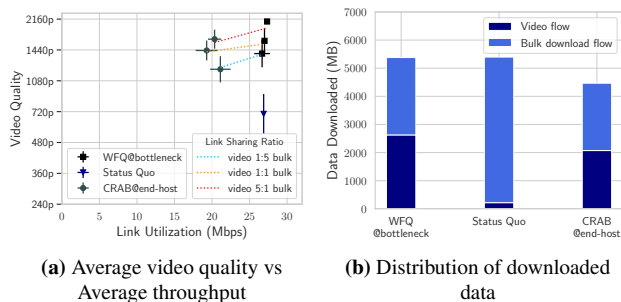 2160p
1440p
1080p
720p
480p
360p
240p
Video Quality
WFQ@bottleneck
Status Quo
CRAB@end-host
Link Sharing Ratio
video 1:5 bulk
video 1:1 bulk
video 5:1 bulk
0 5 10 15 20 25 30
Link Utilization (Mbps)
(a) Average video quality vs
Average throughput
7000
6000
5000
4000
3000
2000
1000
0
Data Downloaded (MB)
Video flow
Bulk download flow
WFQ
@bottleneck
Status Quo
CRAB
@end-host
(b) Distribution of downloaded
data